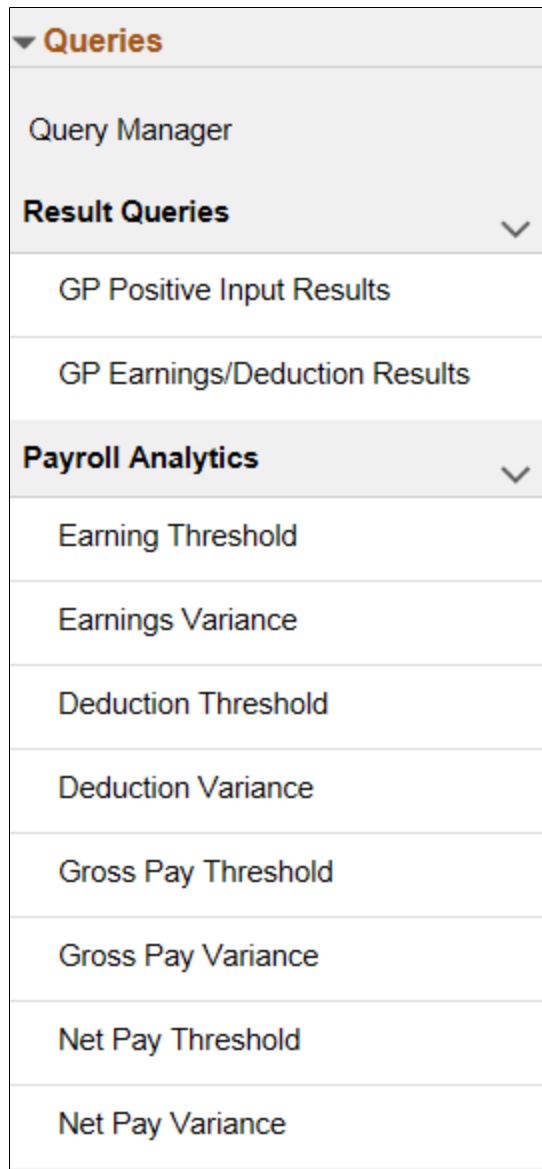 Queries
Query Manager
Result Queries
GP Positive Input Results
GP Earnings/Deduction Results
Payroll Analytics
Earning Threshold
Earnings Variance
Deduction Threshold
Deduction Variance
Gross Pay Threshold
Gross Pay Variance
Net Pay Threshold
Net Pay Variance